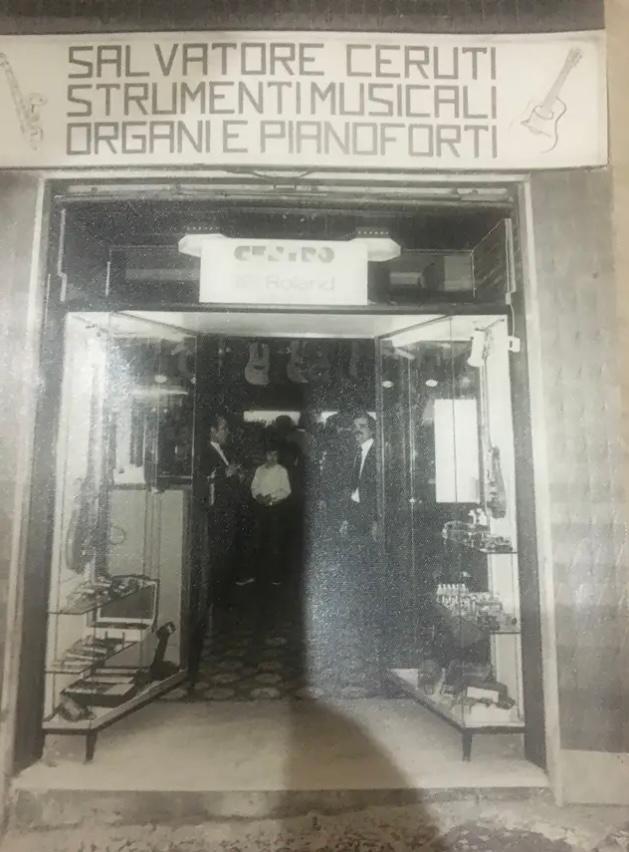 SALVATORE CERUTI
STRUMENTI MUSICALI
ORGANI E PIANOFORTI
CENTRO
Roland